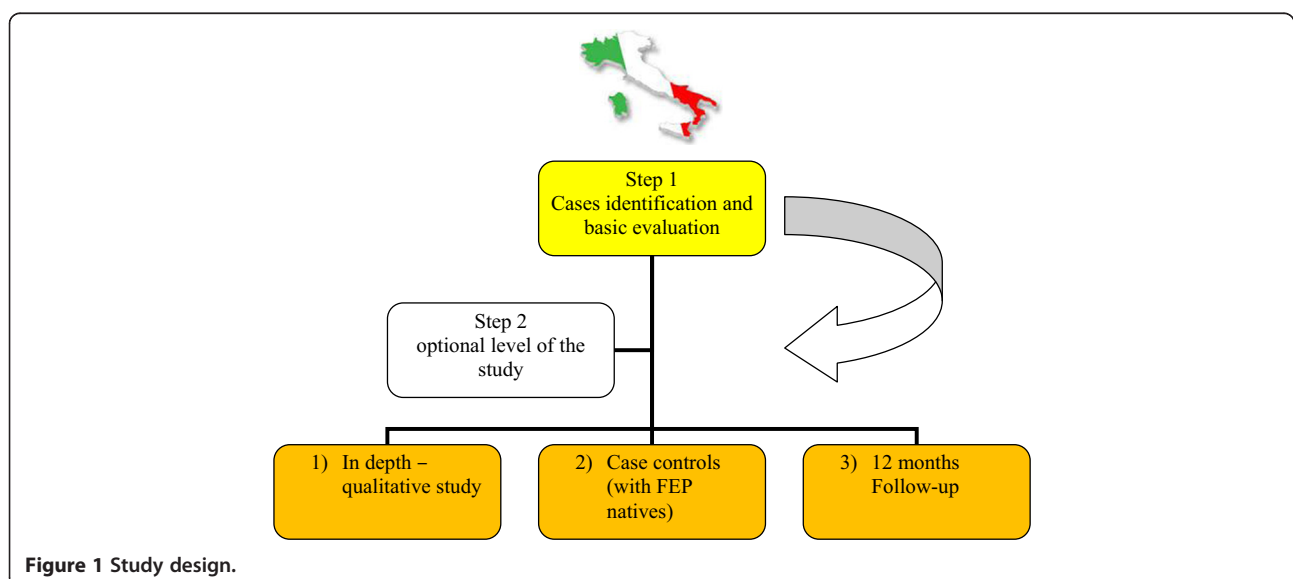 Step 1
Cases identification and
basic evaluation
Step 2
optional level of the
study
1) In depth –
qualitative study
2) Case controls
(with FEP
natives)
3) 12 months
Follow-up
Figure 1 Study design.